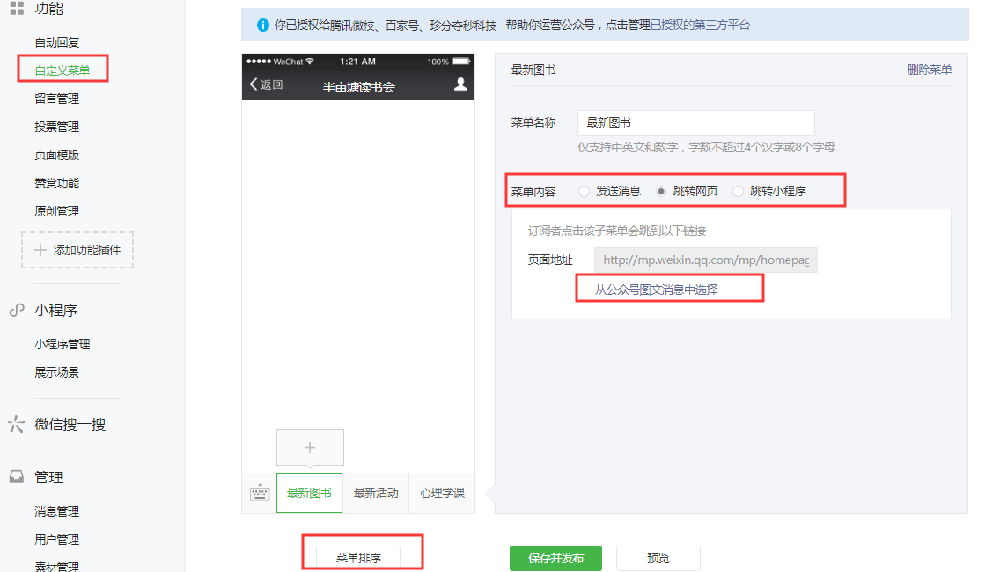 功能
自动回复
自定义菜单
留言管理
投票管理
页面模版
赞赏功能
原创管理
添加功能插件
小程序
小程序管理
展示场景
微信搜一搜
管理
消息管理
用户管理
素材管理
你已授权给腾讯微校、百家号、珍分夺秒科技 帮助你运营公众号，点击管理已授权的第三方平台
WeChat 1:21 AM 100%
返回 半亩塘读书会
最新图书 最新活动 心理学课
菜单排序
最新图书 删除菜单
菜单名称 最新图书
仅支持中英文和数字，字数不超过4个汉字或8个字母
菜单内容 发送消息 跳转网页 跳转小程序
订阅者点击该子菜单会跳到以下链接
页面地址 http://mp.weixin.qq.com/mp/homepag
从公众号图文消息中选择
保存并发布 预览